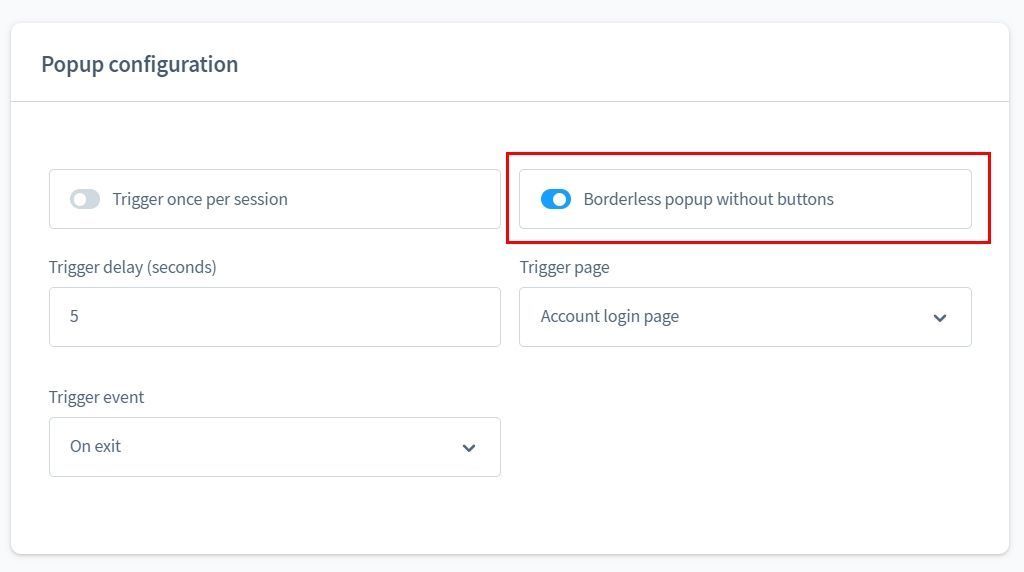 Popup configuration
Trigger once per session
Borderless popup without buttons
Trigger delay (seconds)
Trigger page
5
Account login page
Trigger event
On exit